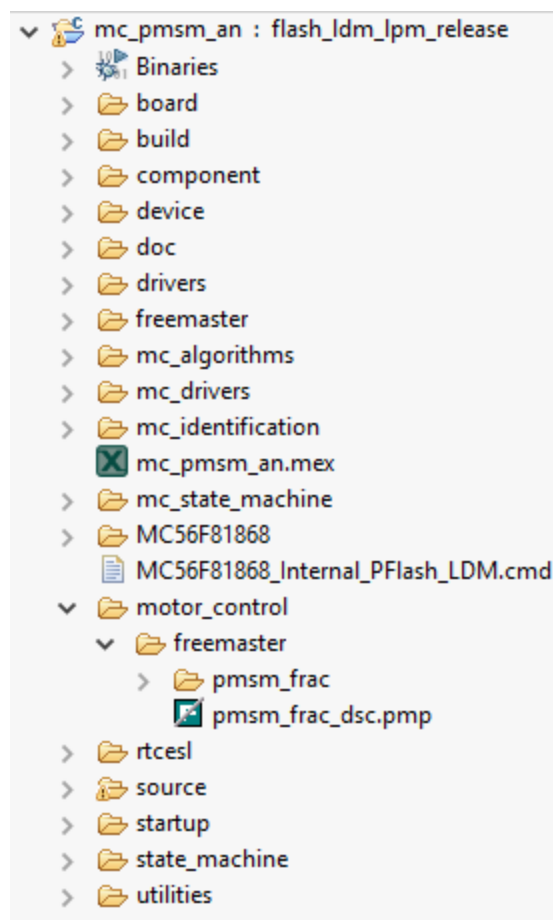 mc_pmsm_an : flash_ldm_lpm_release
Binaries
board
build
component
device
doc
drivers
freemaster
mc_algorithms
mc_drivers
mc_identification
mc_pmsm_an.mex
mc_state_machine
MC56F81868
MC56F81868_Internal_PFlash_LDM.cmd
motor_control
freemaster
pmsm_frac
pmsm_frac_dsc.pmp
rtcesl
source
startup
state_machine
utilities